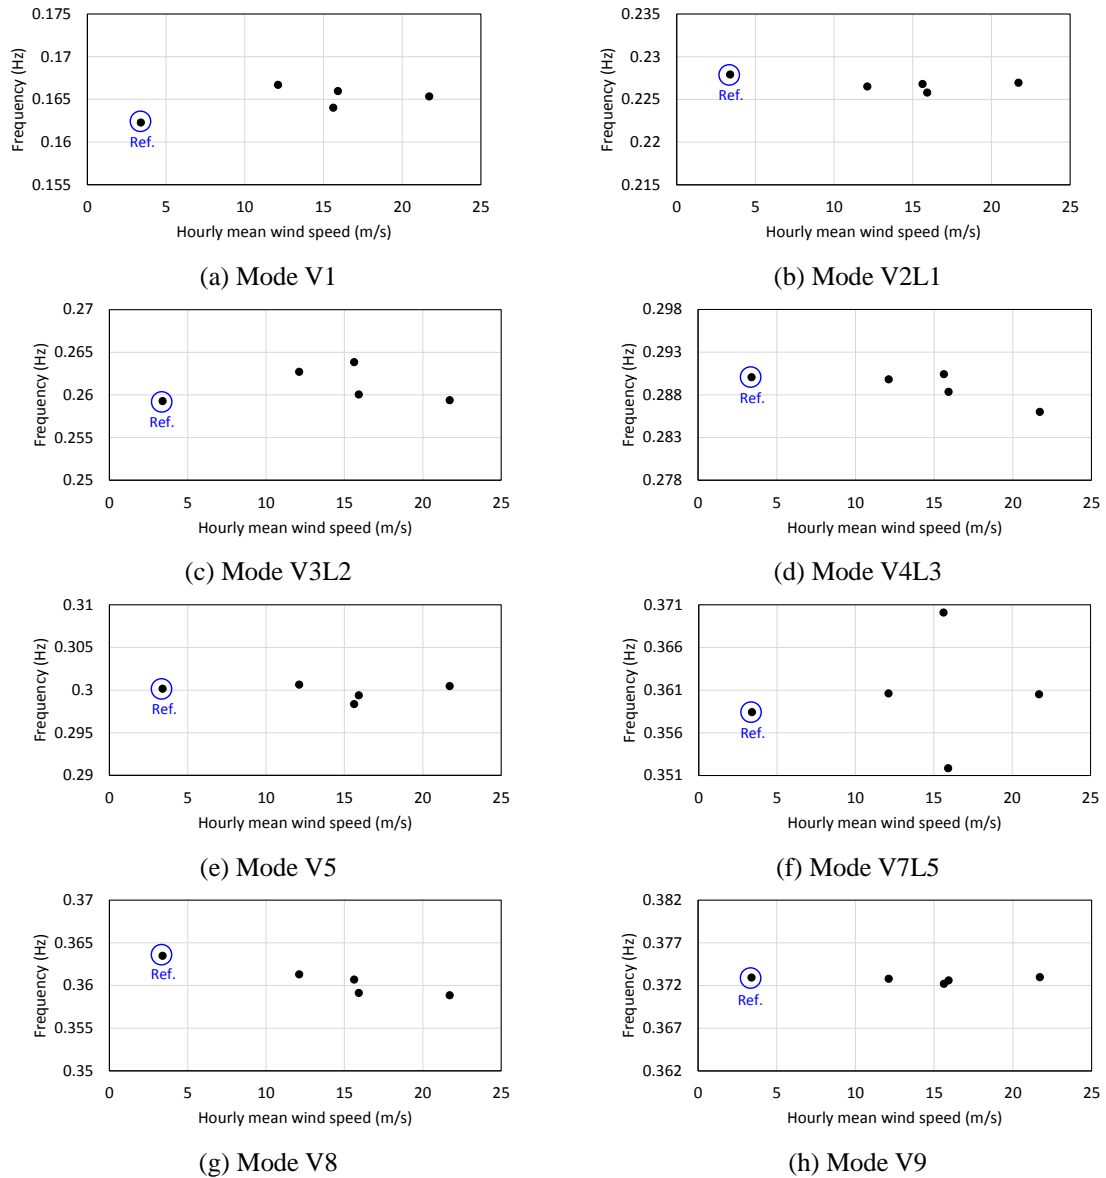 Frequency (Hz)
0.175
0.17
0.165
0.16
0.155
Ref.
0 5 10 15 20 25
Hourly mean wind speed (m/s)
(a) Mode V1
Frequency (Hz)
0.235
0.23
0.225
0.22
0.215
Ref.
0 5 10 15 20 25
Hourly mean wind speed (m/s)
(b) Mode V2L1
Frequency (Hz)
0.27
0.265
0.26
0.255
0.25
Ref.
0 5 10 15 20 25
Hourly mean wind speed (m/s)
(c) Mode V3L2
Frequency (Hz)
0.298
0.293
0.288
0.283
0.278
Ref.
0 5 10 15 20 25
Hourly mean wind speed (m/s)
(d) Mode V4L3
Frequency (Hz)
0.31
0.305
0.3
0.295
0.29
Ref.
0 5 10 15 20 25
Hourly mean wind speed (m/s)
(e) Mode V5
Frequency (Hz)
0.371
0.366
0.361
0.356
0.351
Ref.
0 5 10 15 20 25
Hourly mean wind speed (m/s)
(f) Mode V7L5
Frequency (Hz)
0.37
0.365
0.36
0.355
0.35
Ref.
0 5 10 15 20 25
Hourly mean wind speed (m/s)
(g) Mode V8
Frequency (Hz)
0.382
0.377
0.372
0.367
0.362
Ref.
0 5 10 15 20 25
Hourly mean wind speed (m/s)
(h) Mode V9